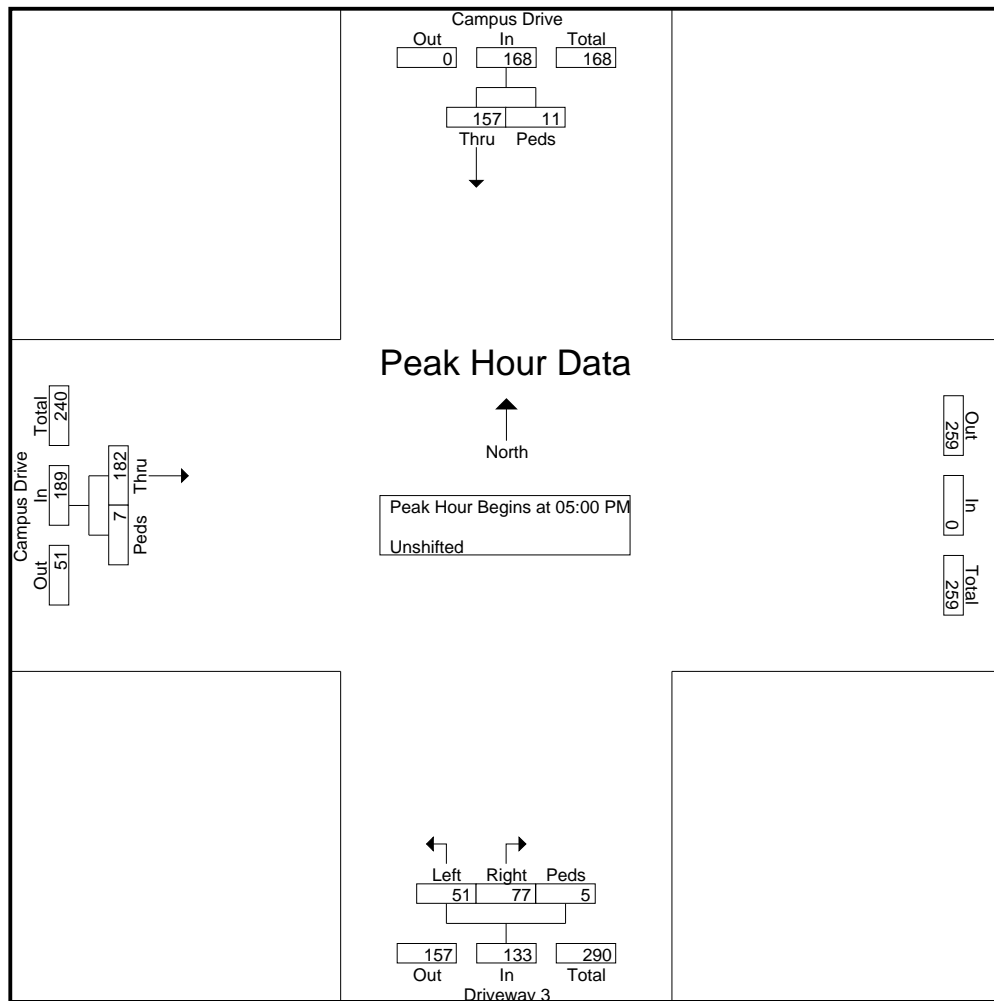 Campus Drive
Out In Total
0 168 168
157 11
Thru Peds
Peak Hour Data
North
Peak Hour Begins at 05:00 PM
Unshifted
Campus Drive
Out In Total
51 189 240
Peds Thru
7 182
Out In Total
259 0 259
Left Right Peds
51 77 5
157 133 290
Out In Total
Driveway 3